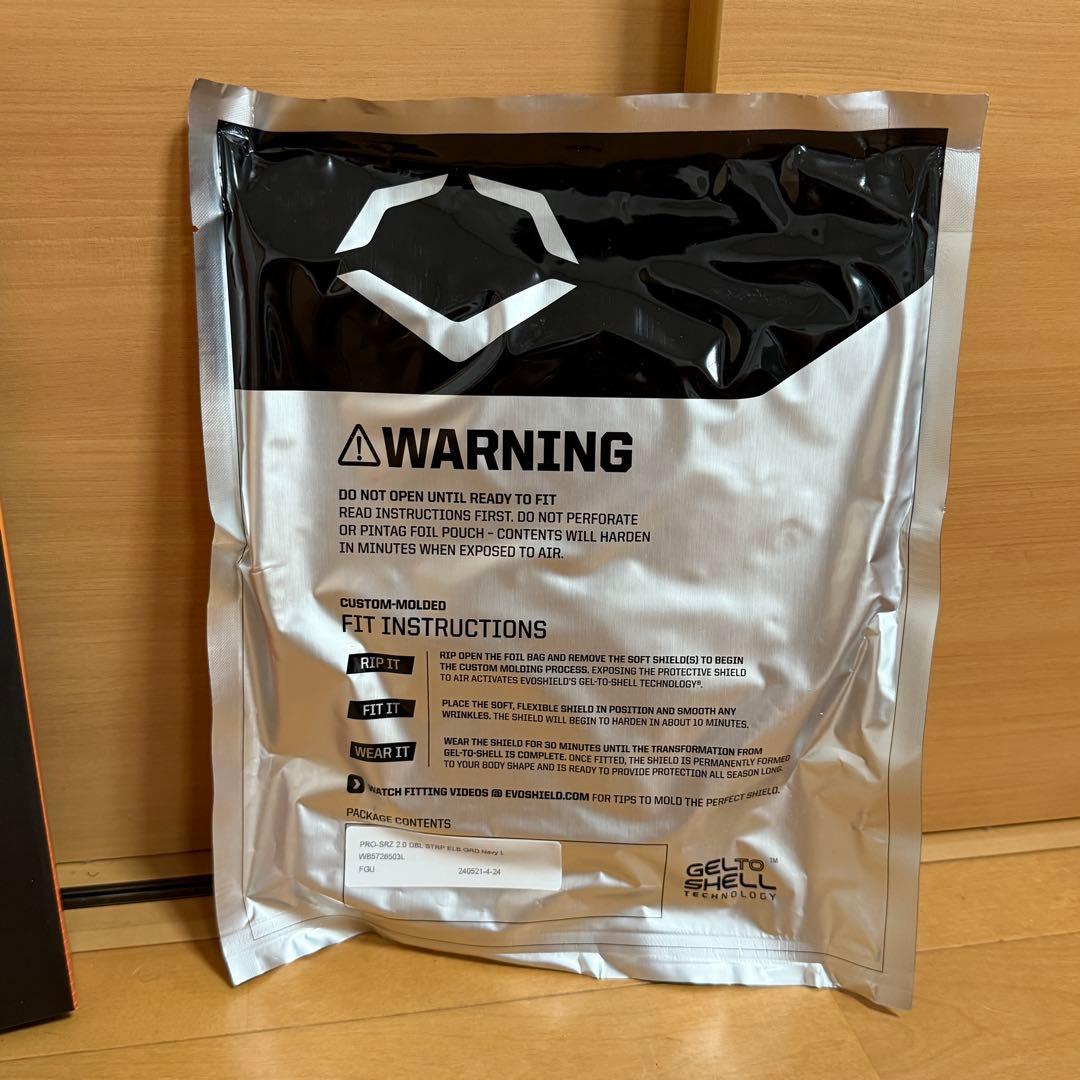 ⚠WARNING
DO NOT OPEN UNTIL READY TO FIT
READ INSTRUCTIONS FIRST. DO NOT PERFORATE
OR PINTAG FOIL POUCH - CONTENTS WILL HARDEN
IN MINUTES WHEN EXPOSED TO AIR.
CUSTOM-MOLDED
FIT INSTRUCTIONS
RIP IT
RIP OPEN THE FOIL BAG AND REMOVE THE SOFT SHIELD(S) TO BEGIN
THE CUSTOM MOLDING PROCESS. EXPOSING THE PROTECTIVE SHIELD
TO AIR ACTIVATES EVOSHIELD'S GEL-TO-SHELL TECHNOLOGY®.
FIT IT
PLACE THE SOFT, FLEXIBLE SHIELD IN POSITION AND SMOOTH ANY
WRINKLES. THE SHIELD WILL BEGIN TO HARDEN IN ABOUT 10 MINUTES.
WEAR IT
WEAR THE SHIELD FOR 30 MINUTES UNTIL THE TRANSFORMATION FROM
GEL-TO-SHELL IS COMPLETE. ONCE FITTED, THE SHIELD IS PERMANENTLY FORMED
TO YOUR BODY SHAPE AND IS READY TO PROVIDE PROTECTION ALL SEASON LONG.
WATCH FITTING VIDEOS @ EVOSHIELD.COM FOR TIPS TO MOLD THE PERFECT SHIELD.
PACKAGE CONTENTS
PRO-SRZ 2.0 DBL STRP ELB GRD Navy L
WB5726503L
FGU 240521-4-24
GEL TO
SHELL™
TECHNOLOGY